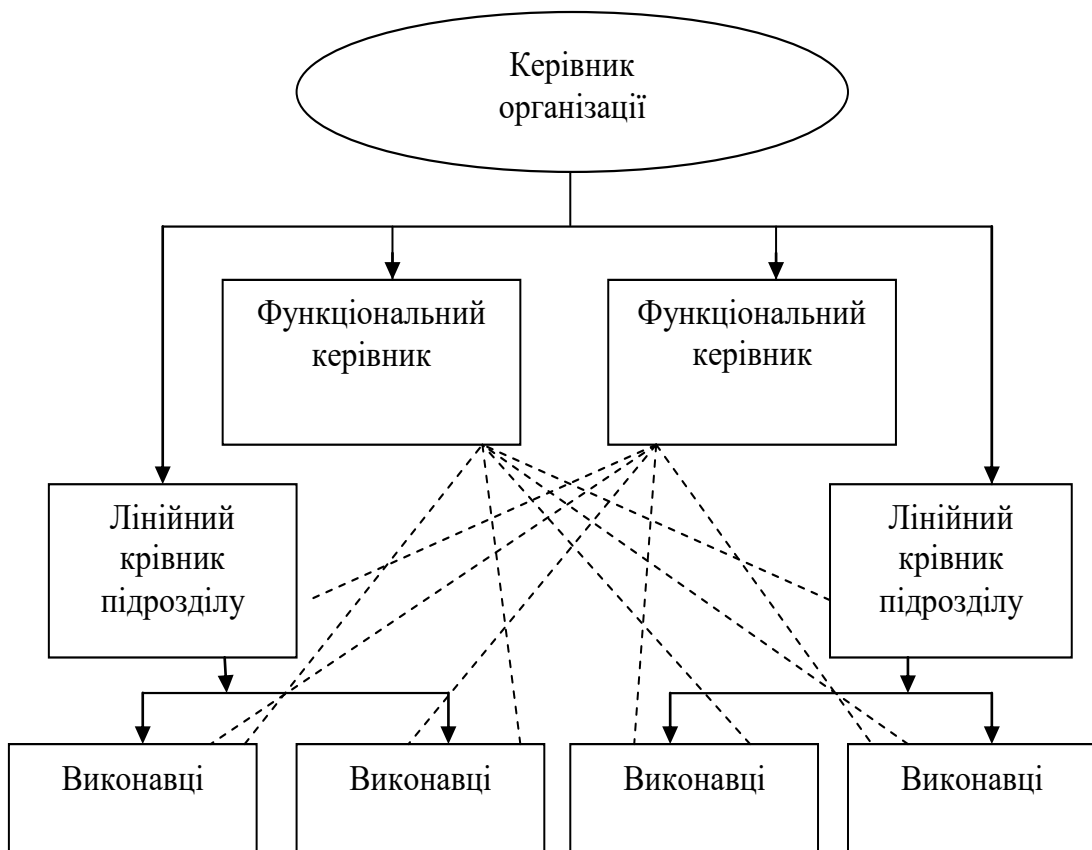 Керівник
організації
Функціональний
керівник
Функціональний
керівник
Лінійний
крівник
підрозділу
Лінійний
крівник
підрозділу
Виконавці
Виконавці
Виконавці
Виконавці